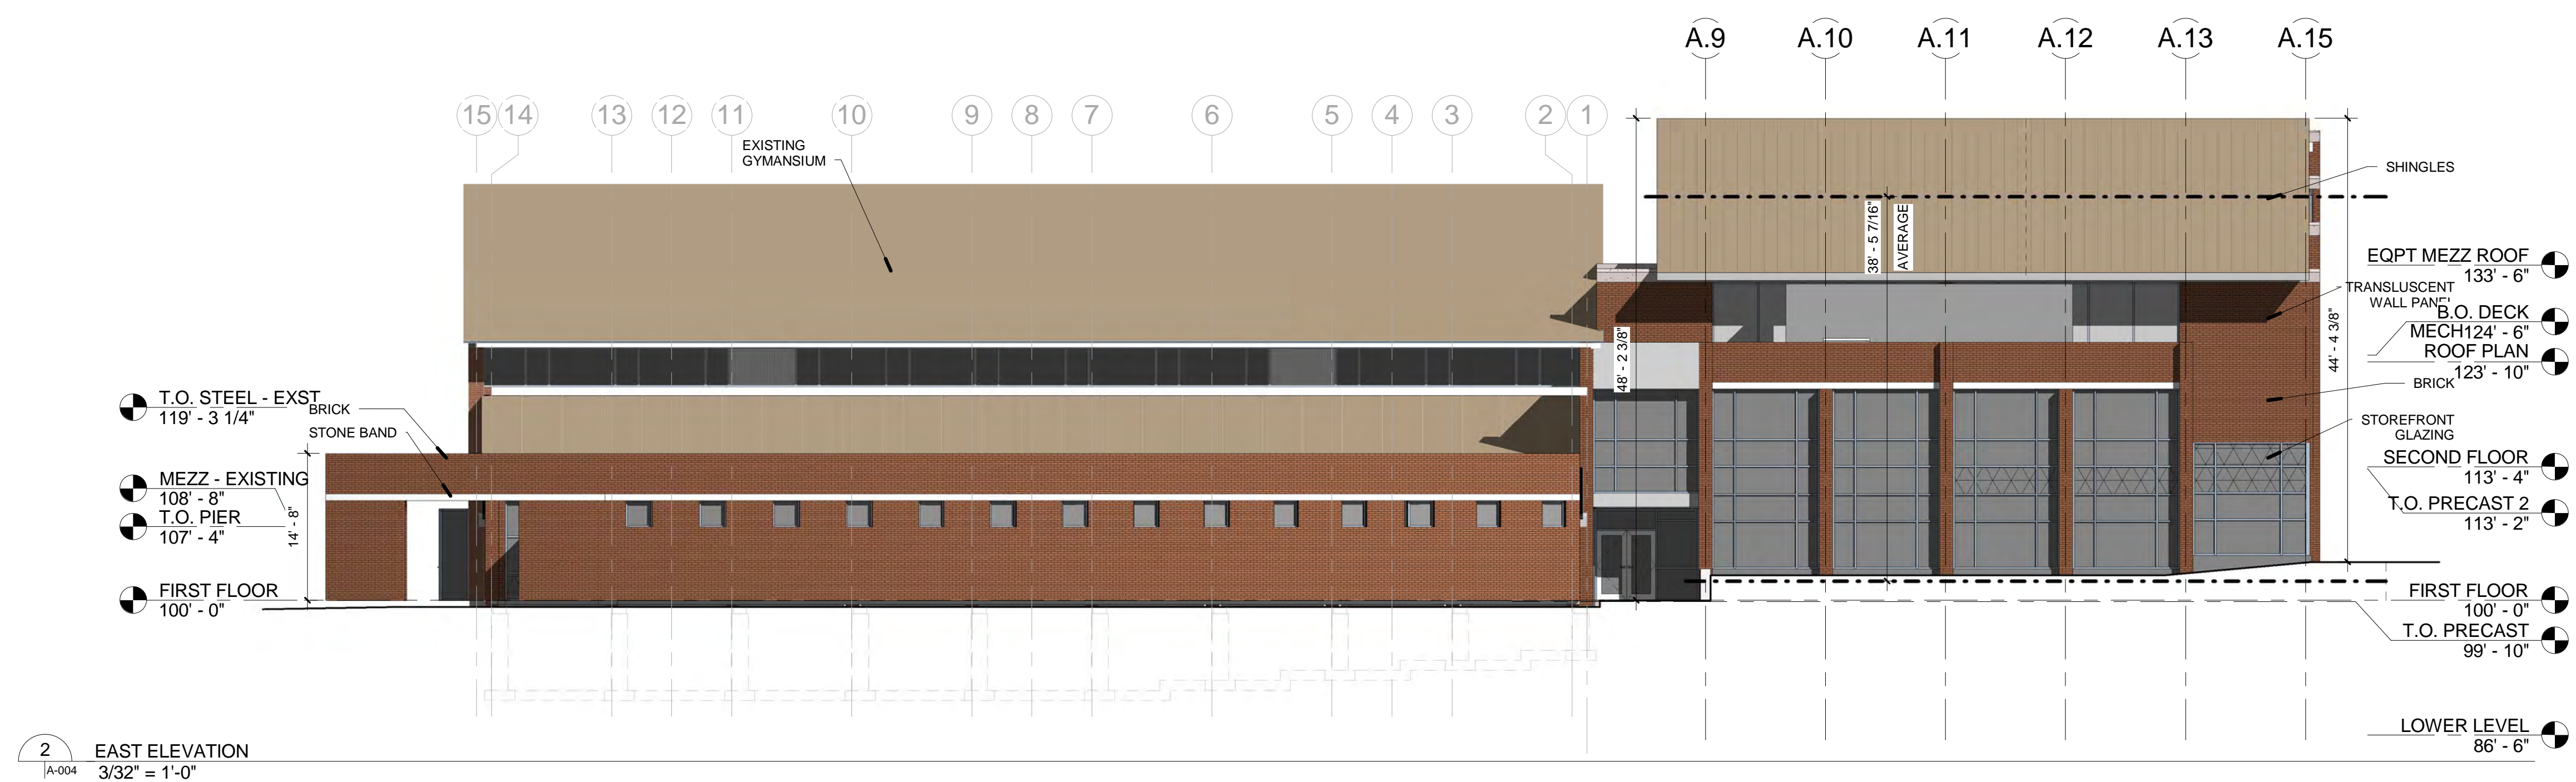 A.9 A.10 A.11 A.12 A.13 A.15
15 14 13 12 11 10 9 8 7 6 5 4 3 2 1
EXISTING
GYMANSIUM
SHINGLES
38' - 5 7/16"
AVERAGE
48' - 2 3/8"
44' - 4 3/8"
EQPT MEZZ ROOF
133' - 6"
TRANSLUSCENT
WALL PANEL
B.O. DECK
MECH 124' - 6"
ROOF PLAN
123' - 10"
BRICK
STOREFRONT
GLAZING
SECOND FLOOR
113' - 4"
T.O. PRECAST 2
113' - 2"
FIRST FLOOR
100' - 0"
T.O. PRECAST
99' - 10"
LOWER LEVEL
86' - 6"
T.O. STEEL - EXST
119' - 3 1/4"
BRICK
STONE BAND
MEZZ - EXISTING
108' - 8"
T.O. PIER
107' - 4"
14' - 8"
FIRST FLOOR
100' - 0"
2
A-004
EAST ELEVATION
3/32" = 1'-0"